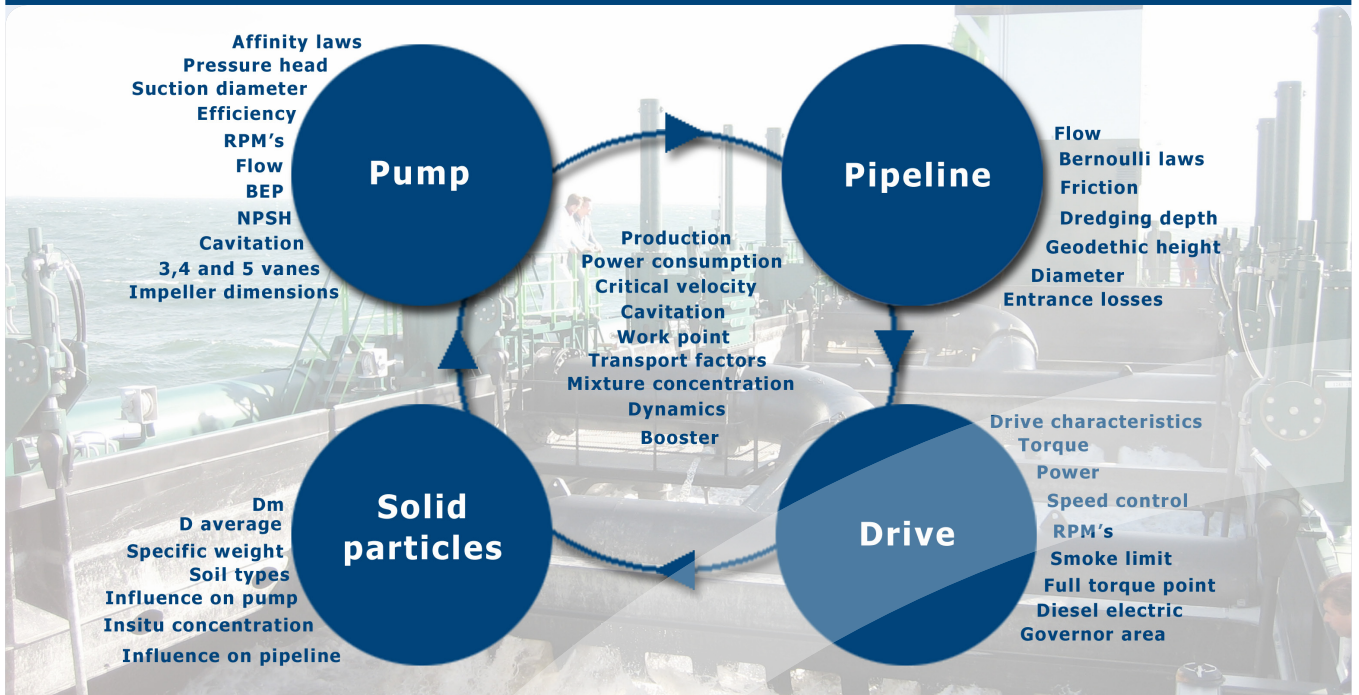 Affinity laws
Pressure head
Suction diameter
Efficiency
RPM’s
Flow
BEP
NPSH
Cavitation
3,4 and 5 vanes
Impeller dimensions
Pump
Pipeline
Flow
Bernoulli laws
Friction
Dredging depth
Geodethic height
Diameter
Entrance losses
Production
Power consumption
Critical velocity
Cavitation
Work point
Transport factors
Mixture concentration
Dynamics
Booster
Dm
D average
Specific weight
Soil types
Influence on pump
Insitu concentration
Influence on pipeline
Solid
particles
Drive
Drive characteristics
Torque
Power
Speed control
RPM’s
Smoke limit
Full torque point
Diesel electric
Governor area